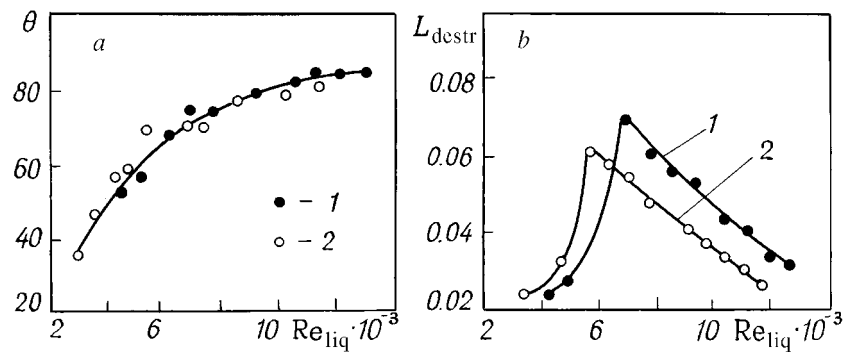 θ
a
80
60
40
20
2
6
10
Re_liq·10⁻³
● – 1
○ – 2
L_destr
b
0.08
0.06
0.04
0.02
2
6
10
Re_liq·10⁻³
1
2